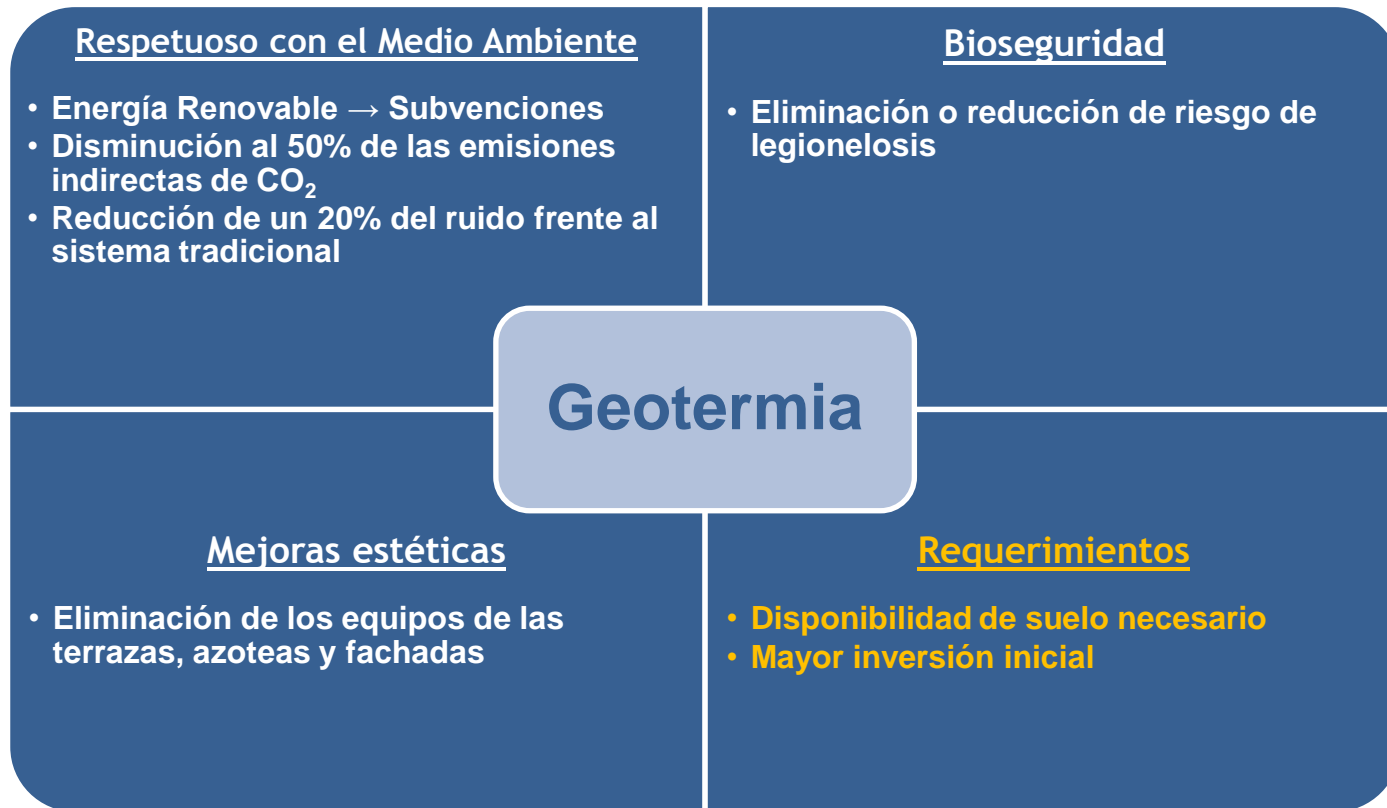 Respetuoso con el Medio Ambiente
• Energía Renovable → Subvenciones
• Disminución al 50% de las emisiones
indirectas de CO₂
• Reducción de un 20% del ruido frente al
sistema tradicional
Bioseguridad
• Eliminación o reducción de riesgo de
legionelosis
Geotermia
Mejoras estéticas
• Eliminación de los equipos de las
terrazas, azoteas y fachadas
Requerimientos
• Disponibilidad de suelo necesario
• Mayor inversión inicial